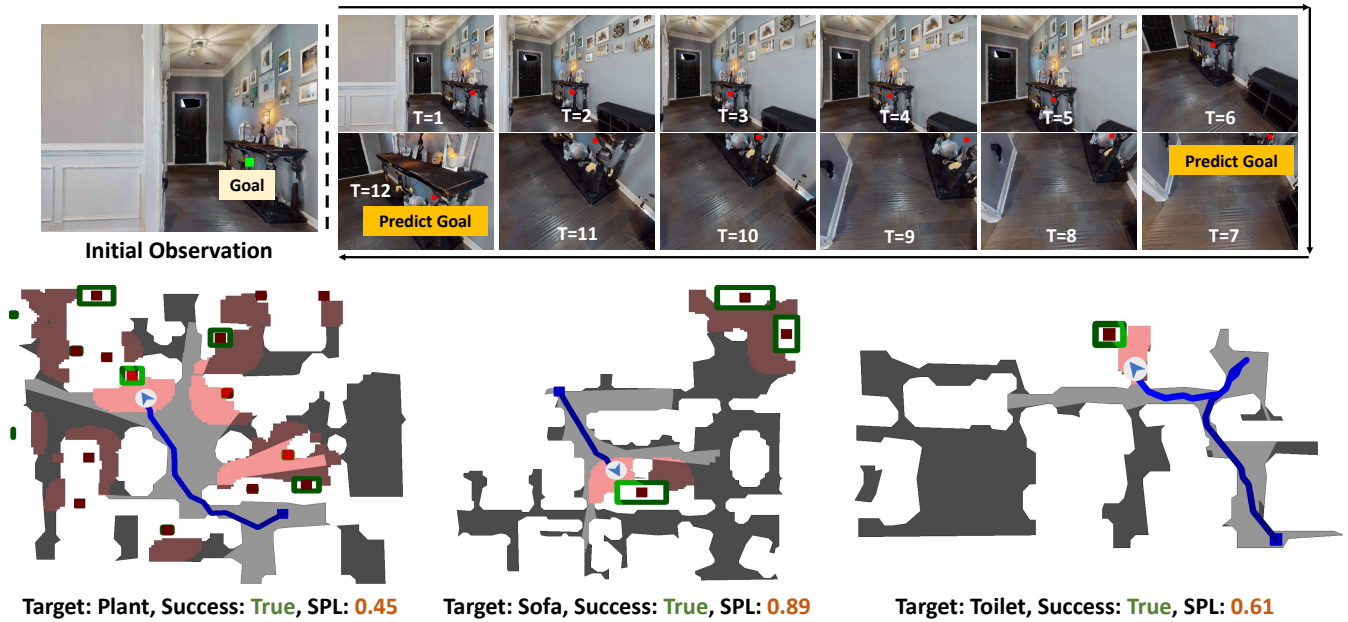 Goal
Initial Observation
T=1
T=2
T=3
T=4
T=5
T=6
T=12
Predict Goal
T=11
T=10
T=9
T=8
Predict Goal
T=7
Target: Plant, Success: True, SPL: 0.45
Target: Sofa, Success: True, SPL: 0.89
Target: Toilet, Success: True, SPL: 0.61